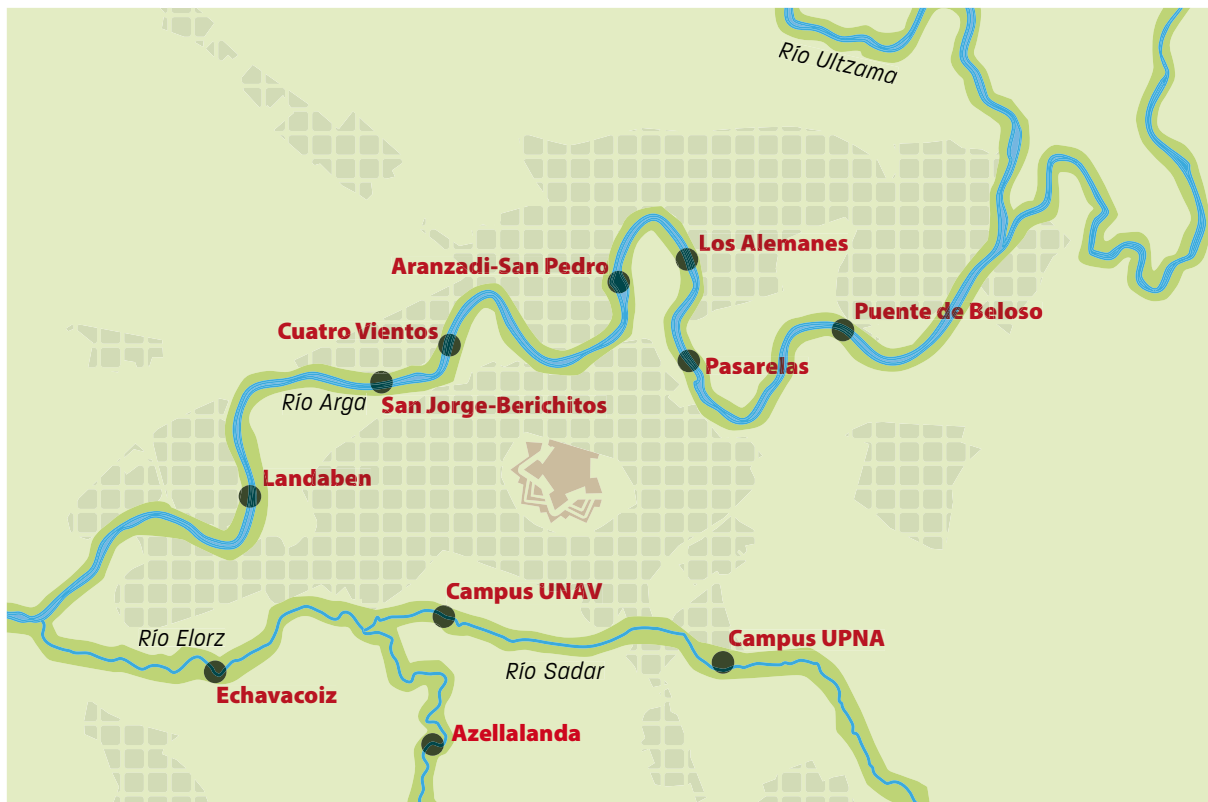 Río Ultzama
Los Alemanes
Aranzadi-San Pedro
Puente de Beloso
Cuatro Vientos
Pasarelas
Río Arga
San Jorge-Berichitos
Landaben
Campus UNAV
Río Elorz
Campus UPNA
Río Sadar
Echavacoiz
Azellalanda